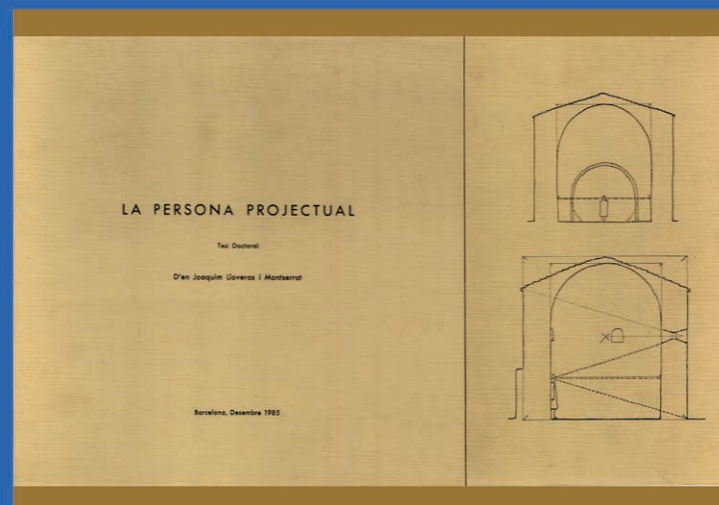 LA PERSONA PROJECTUAL
Tesi Doctoral
D'en Joaquim Lloveras i Montserrat
Barcelona, Desembre 1985